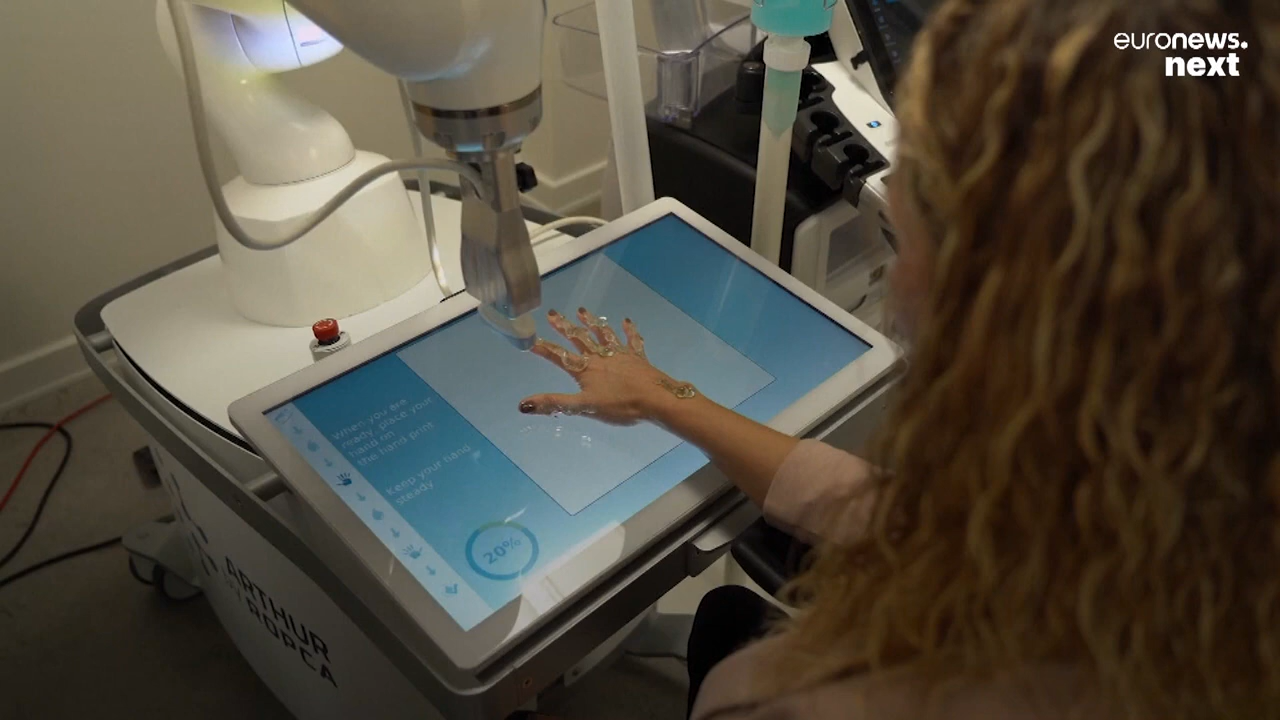 euronews.
next
When you are
ready, place your
hand on
the hand print
Keep your hand
steady
20%
ARTHUR
BY ROPCA